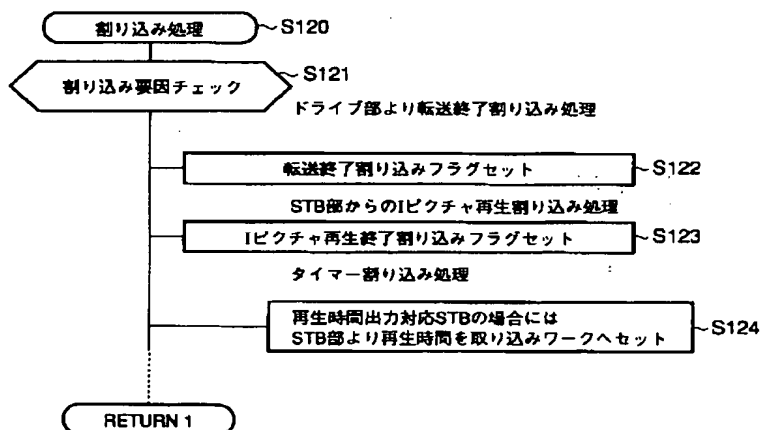 割り込み処理
S120
割り込み要因チェック
S121
ドライブ部より転送終了割り込み処理
転送終了割り込みフラグセット
S122
STB部からのIピクチャ再生割り込み処理
Iピクチャ再生終了割り込みフラグセット
S123
タイマー割り込み処理
再生時間出力対応STBの場合には
STB部より再生時間を取り込みワークへセット
S124
RETURN 1